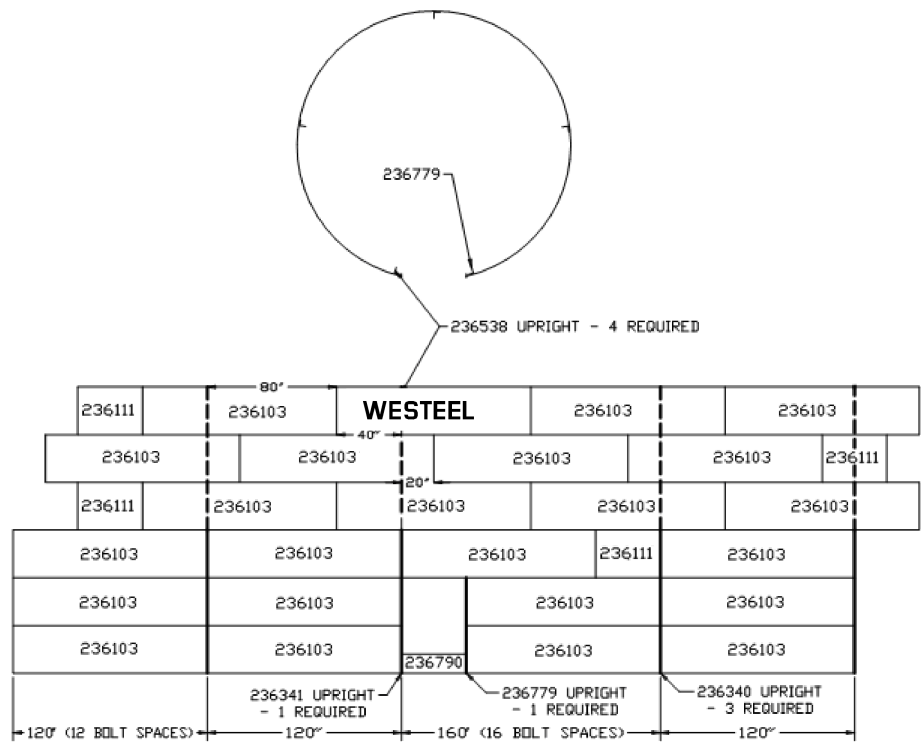 236779
236538 UPRIGHT - 4 REQUIRED
80"
236111 236103 WESTEEL 236103 236103
40"
236103 236103 236103 236103 236111
20"
236111 236103 236103 236103 236103
236103 236103 236103 236111 236103
236103 236103 236103 236103
236103 236103 236790 236103 236103
236341 UPRIGHT
- 1 REQUIRED
236779 UPRIGHT
- 1 REQUIRED
236340 UPRIGHT
- 3 REQUIRED
120" (12 BOLT SPACES) 120" 160" (16 BOLT SPACES) 120"